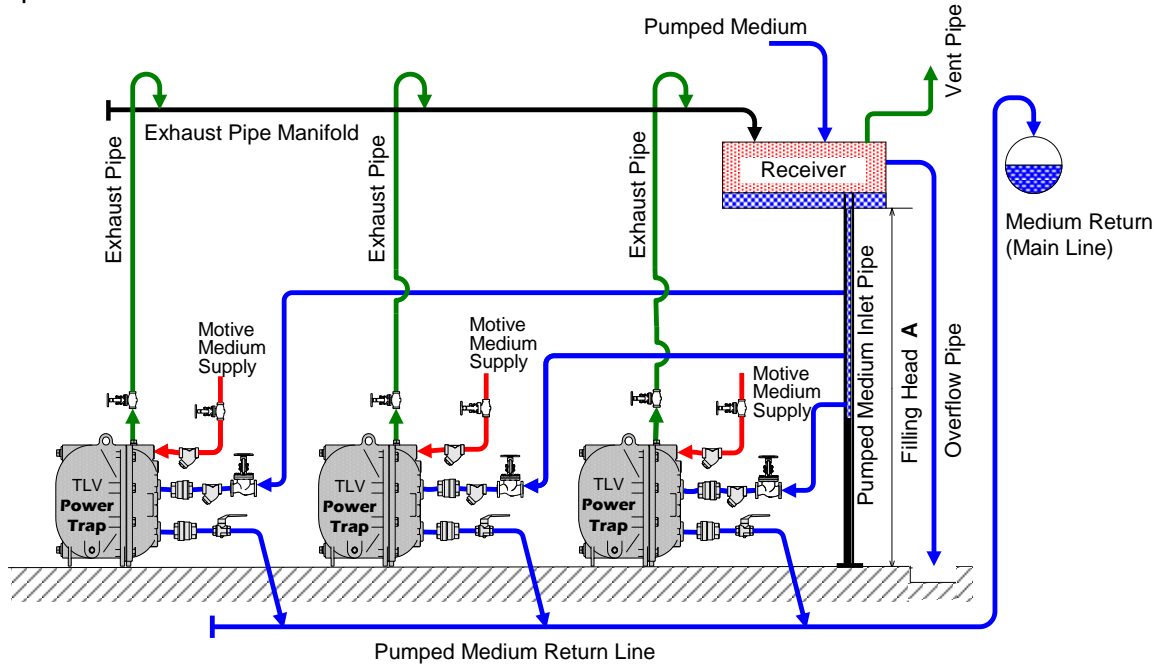 Pumped Medium
Vent Pipe
Exhaust Pipe Manifold
Exhaust Pipe
Exhaust Pipe
Exhaust Pipe
Receiver
Medium Return
(Main Line)
Pumped Medium Inlet Pipe
Filling Head A
Overflow Pipe
Motive
Medium
Supply
Motive
Medium
Supply
Motive
Medium
Supply
TLV
Power
Trap
TLV
Power
Trap
TLV
Power
Trap
Pumped Medium Return Line